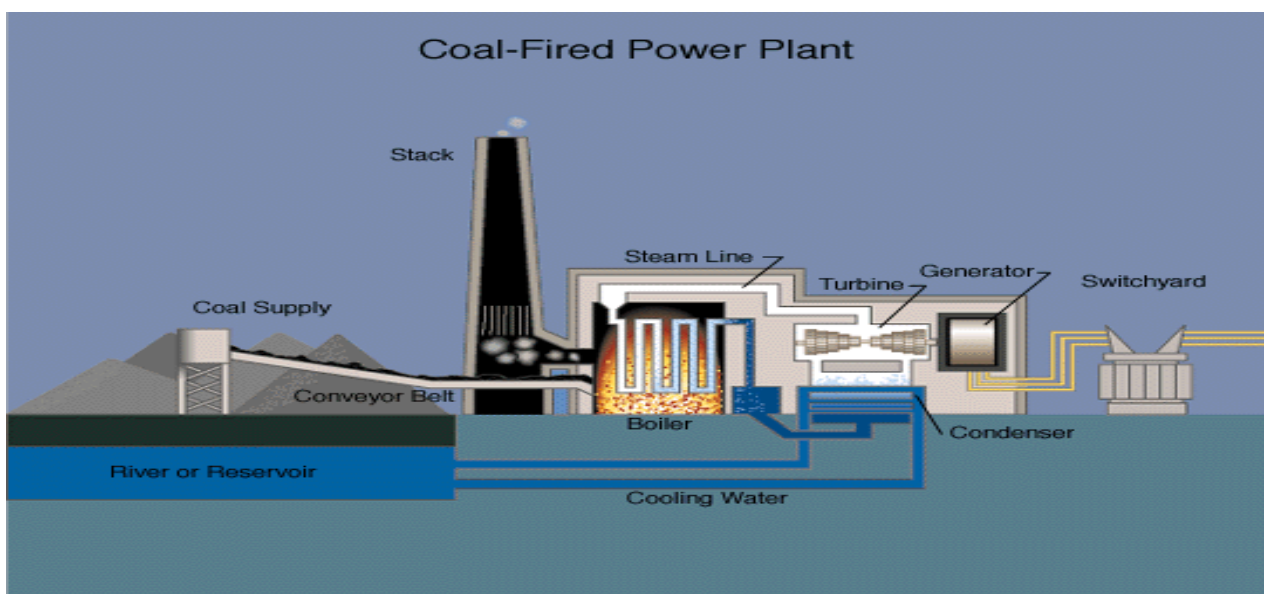 Coal-Fired Power Plant
Stack
Steam Line
Generator
Turbine
Switchyard
Coal Supply
Conveyor Belt
Boiler
Condenser
River or Reservoir
Cooling Water